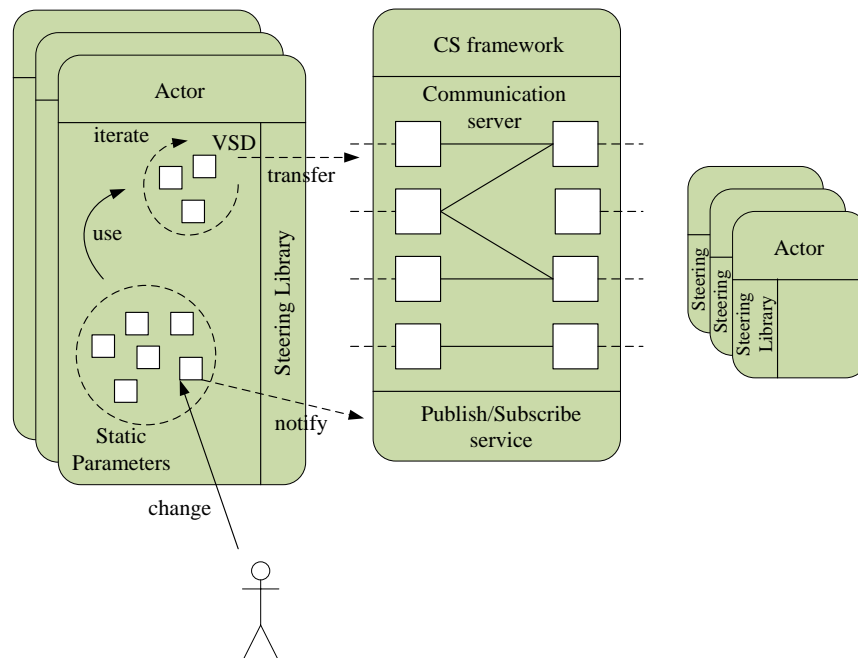 Actor
iterate
VSD
use
Static
Parameters
Steering Library
transfer
notify
change
CS framework
Communication
server
Publish/Subscribe
service
Steering
Steering
Actor
Steering
Library